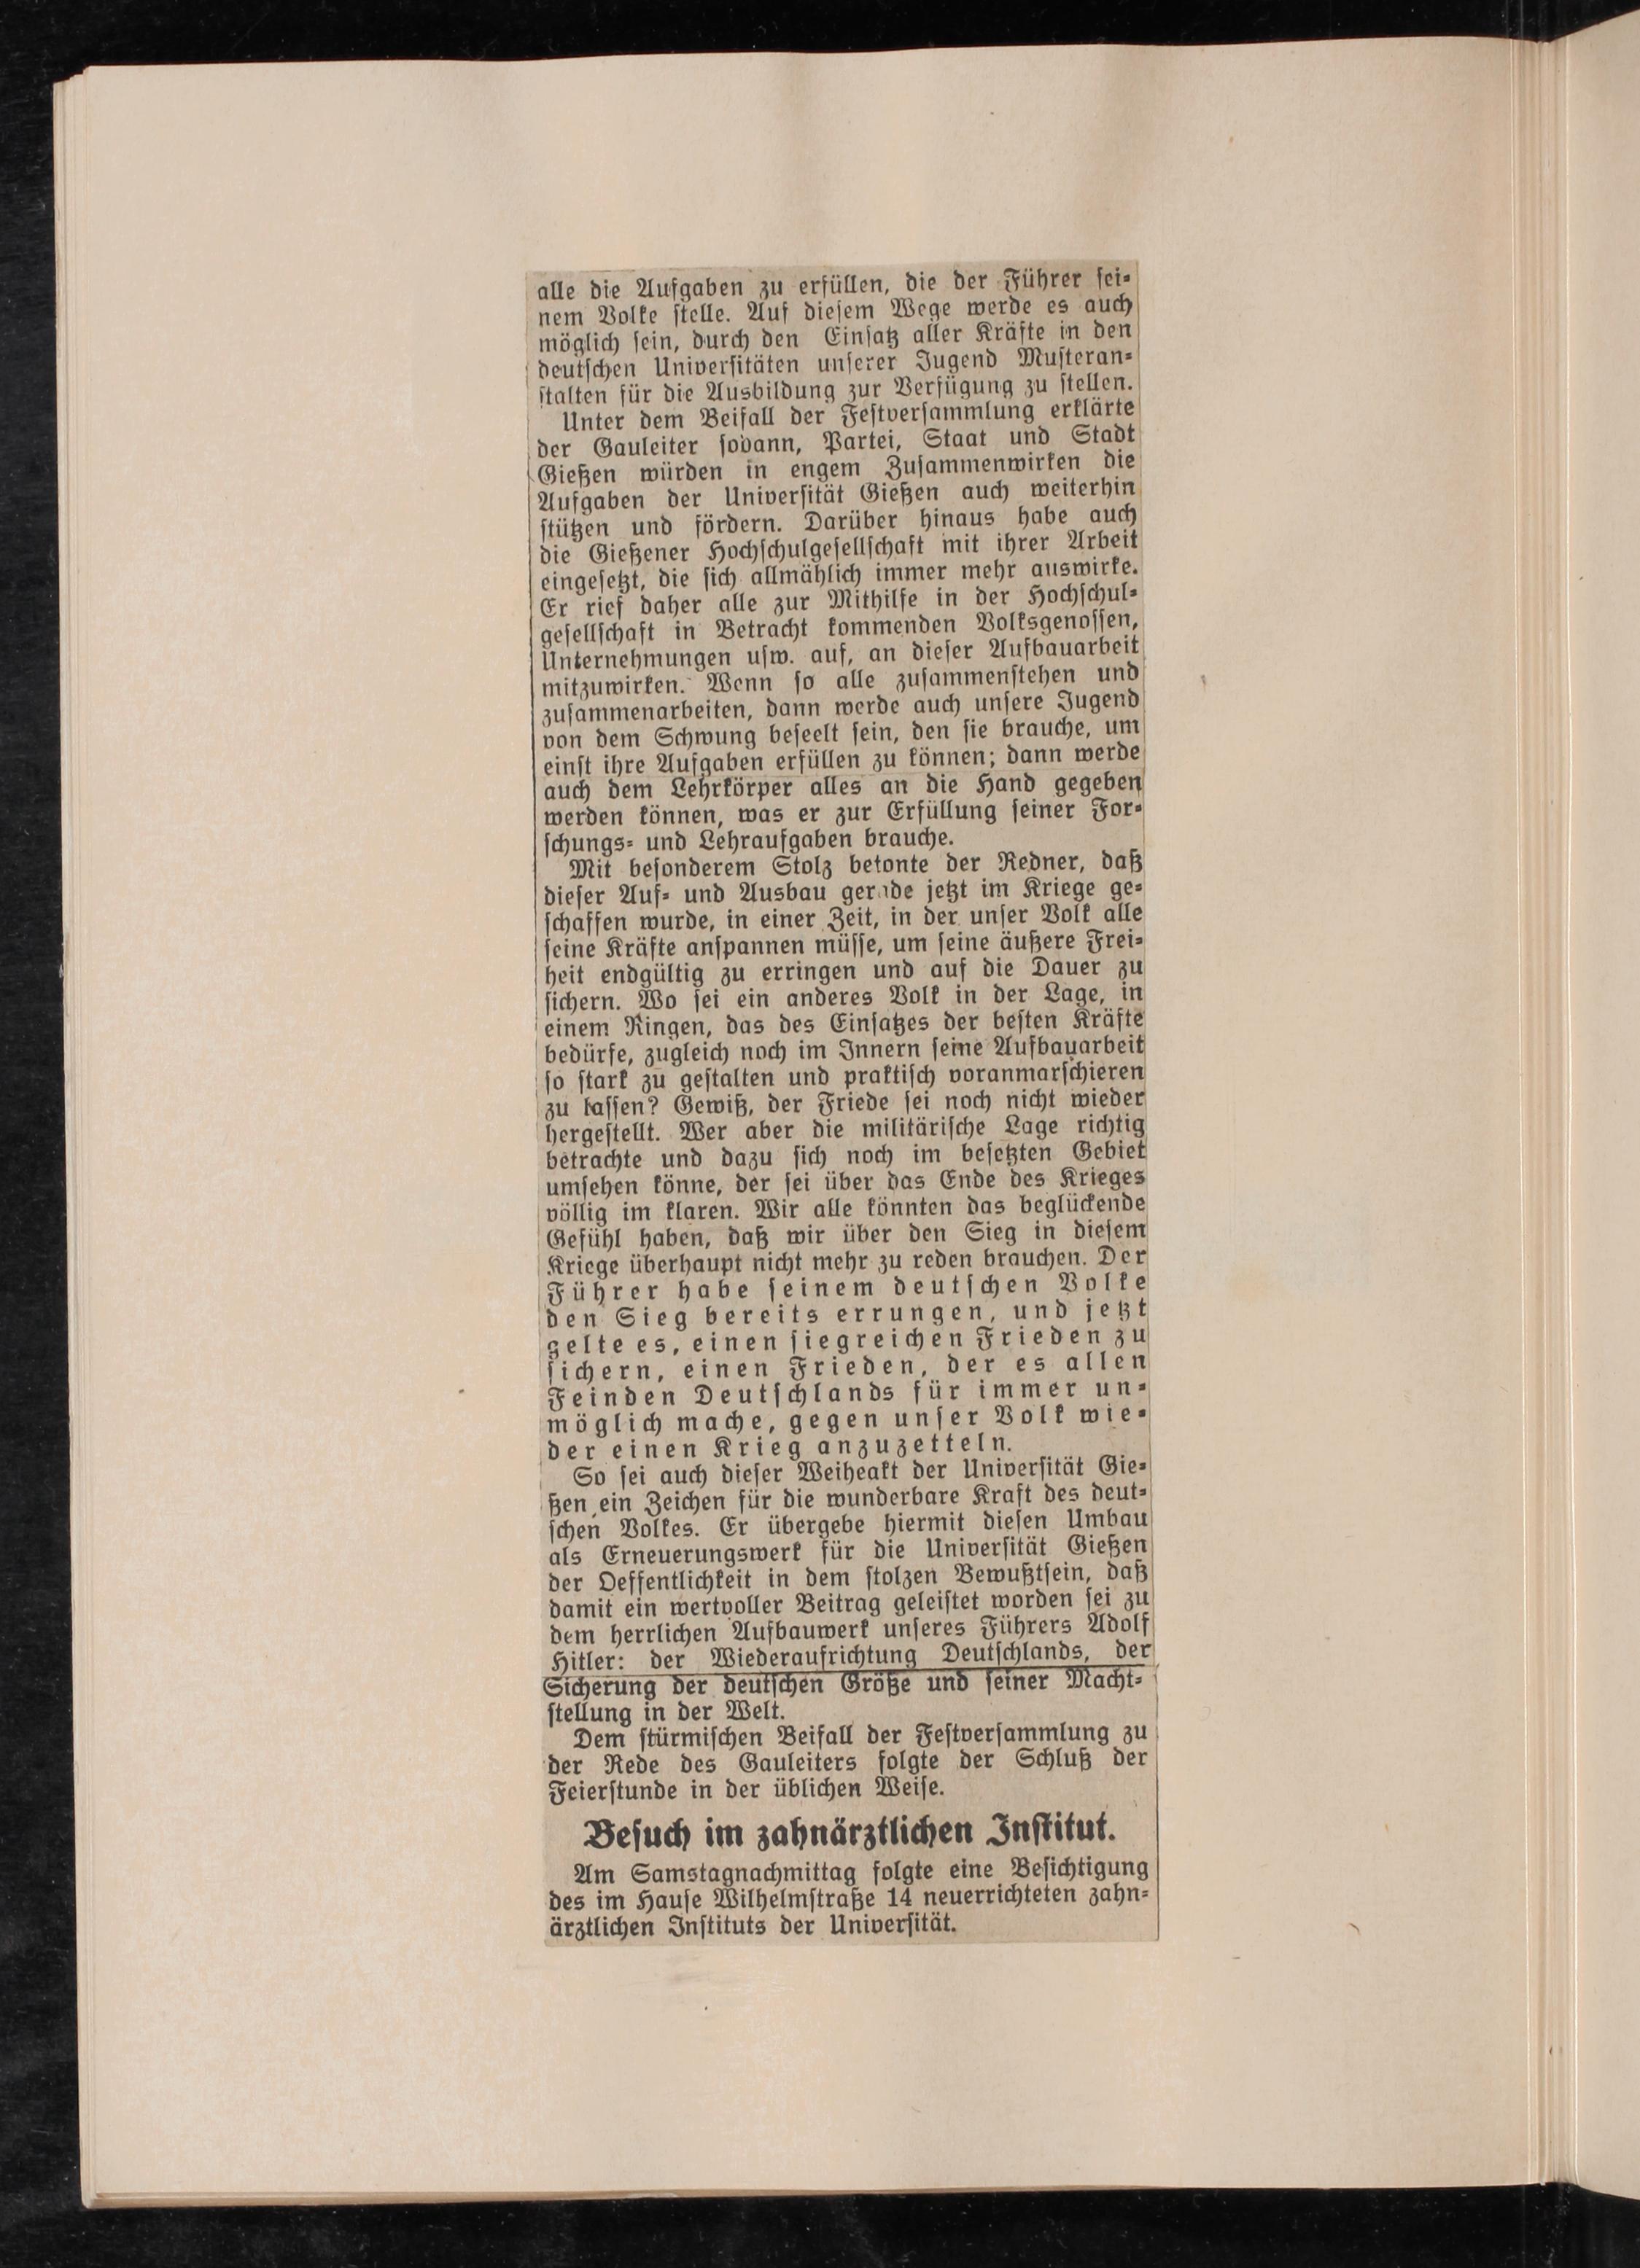 alle die Aufgaben zu erfüllen, die der Führer sei-
nem Volke stelle. Auf diesem Wege werde es auch
möglich sein, durch den Einsatz aller Kräfte in den
deutschen Universitäten unserer Jugend Musteran-
stalten für die Ausbildung zur Verfügung zu stellen.
Unter dem Beifall der Festversammlung erklärte
der Gauleiter sodann, Partei, Staat und Stadt
Gießen würden in engem Zusammenwirken die
Aufgaben der Universität Gießen auch weiterhin
stützen und fördern. Darüber hinaus habe auch
die Gießener Hochschulgesellschaft mit ihrer Arbeit
eingesetzt, die sich allmählich immer mehr auswirke.
Er rief daher alle zur Mithilfe in der Hochschul-
gesellschaft in Betracht kommenden Volksgenossen,
Unternehmungen usw. auf, an dieser Aufbauarbeit
mitzuwirken. Wenn so alle zusammenstehen und
zusammenarbeiten, dann werde auch unsere Jugend
von dem Schwung beseelt sein, den sie brauche, um
einst ihre Aufgaben erfüllen zu können; dann werde
auch dem Lehrkörper alles an die Hand gegeben
werden können, was er zur Erfüllung seiner For-
schungs- und Lehraufgaben brauche.
Mit besonderem Stolz betonte der Redner, daß
dieser Auf- und Ausbau gerade jetzt im Kriege ge-
schaffen wurde, in einer Zeit, in der unser Volk alle
seine Kräfte anspannen müsse, um seine äußere Frei-
heit endgültig zu erringen und auf die Dauer zu
sichern. Wo sei ein anderes Volk in der Lage, in
einem Ringen, das des Einsatzes der besten Kräfte
bedürfe, zugleich noch im Innern seine Aufbauarbeit
so stark zu gestalten und praktisch voranmarschieren
zu lassen? Gewiß, der Friede sei noch nicht wieder
hergestellt. Wer aber die militärische Lage richtig
betrachte und dazu sich noch im besetzten Gebiet
umsehen könne, der sei über das Ende des Krieges
völlig im klaren. Wir alle könnten das beglückende
Gefühl haben, daß wir über den Sieg in diesem
Kriege überhaupt nicht mehr zu reden brauchen. Der
Führer habe seinem deutschen Volke
den Sieg bereits errungen, und jetzt
gelte es, einen siegreichen Frieden zu
sichern, einen Frieden, der es allen
Feinden Deutschlands für immer un-
möglich mache, gegen unser Volk wie-
der einen Krieg anzuzetteln.
So sei auch dieser Weiheakt der Universität Gie-
ßen ein Zeichen für die wunderbare Kraft des deut-
schen Volkes. Er übergebe hiermit diesen Umbau
als Erneuerungswerk für die Universität Gießen
der Oeffentlichkeit in dem stolzen Bewußtsein, daß
damit ein wertvoller Beitrag geleistet worden sei zu
dem herrlichen Aufbauwerk unseres Führers Adolf
Hitler: der Wiederaufrichtung Deutschlands, der
Sicherung der deutschen Größe und seiner Macht-
stellung in der Welt.
Dem stürmischen Beifall der Festversammlung zu
der Rede des Gauleiters folgte der Schluß der
Feierstunde in der üblichen Weise.
Besuch im zahnärztlichen Institut.
Am Samstagnachmittag folgte eine Besichtigung
des im Hause Wilhelmstraße 14 neuerrichteten zahn-
ärztlichen Instituts der Universität.